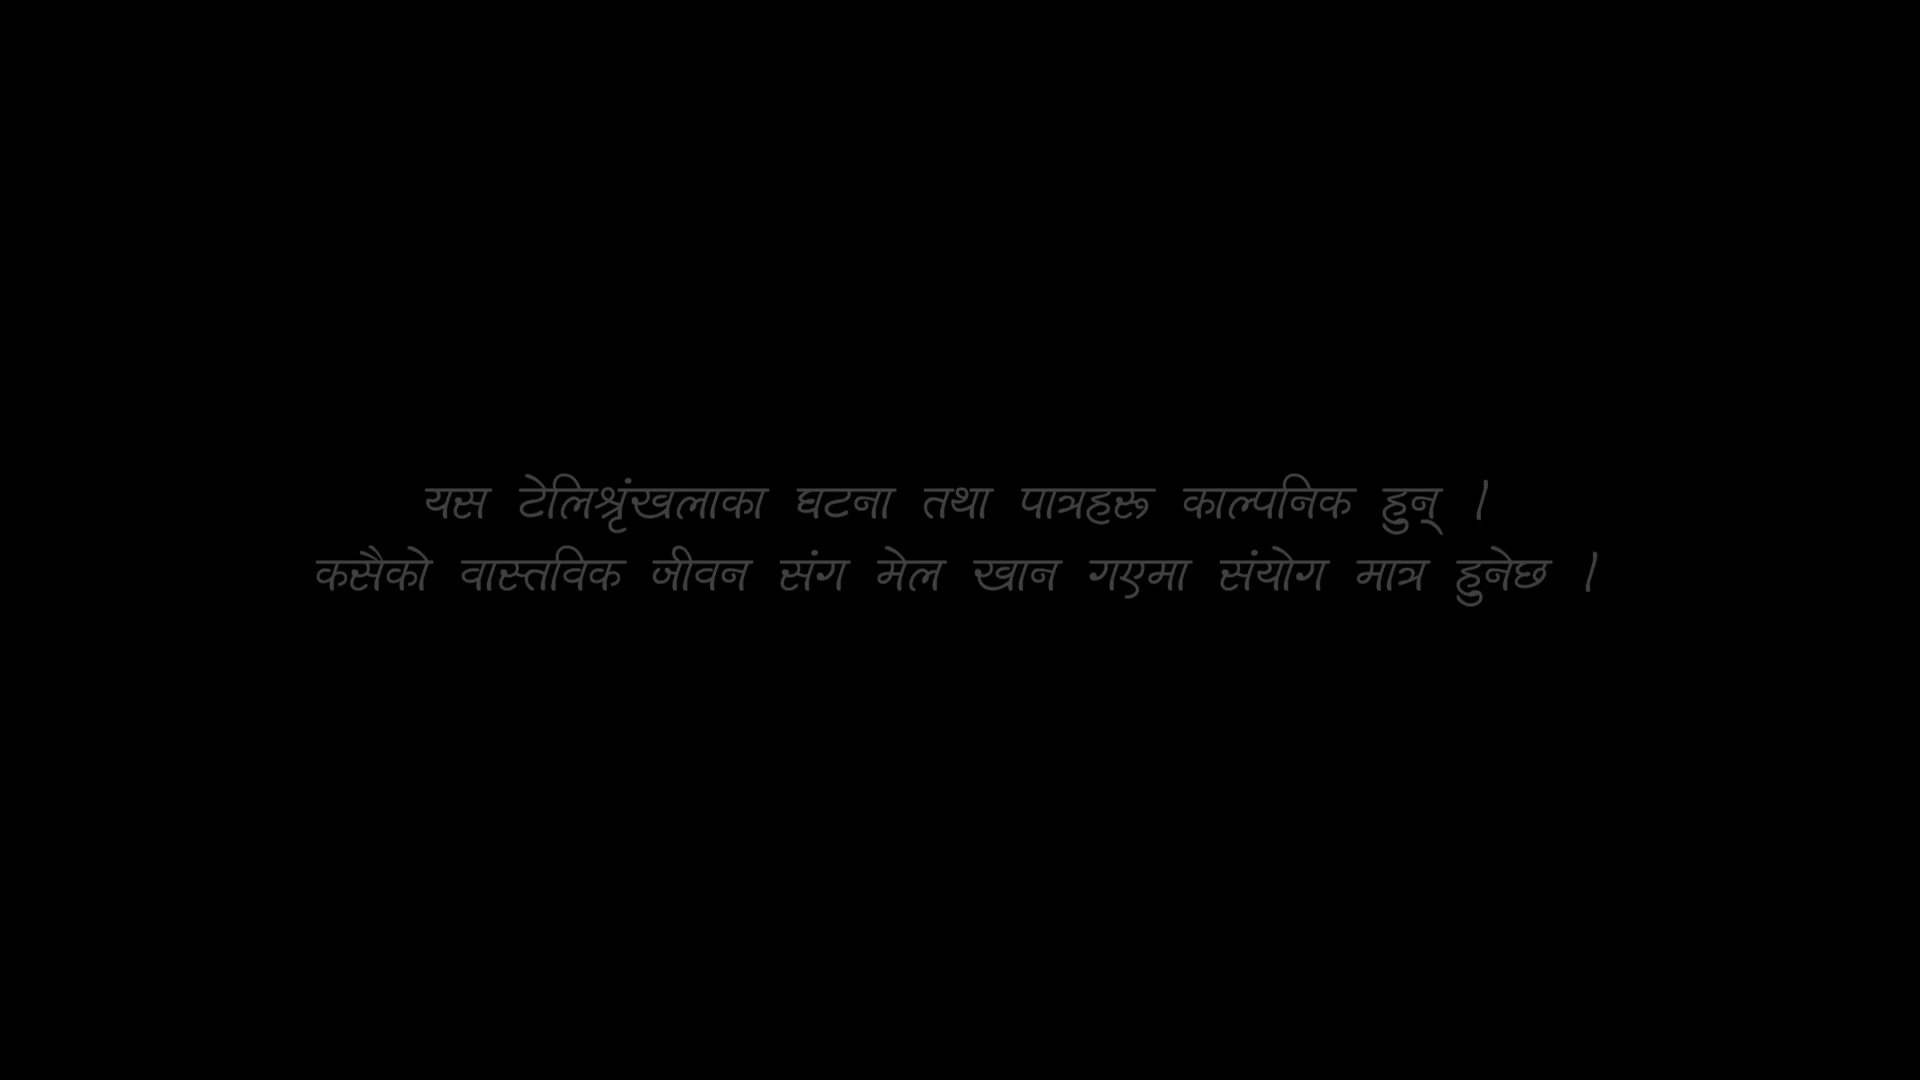 यस टेलिश्रृंखलाका घटना तथा पात्रहरू काल्पनिक हुन् ।
कसैको वास्तविक जीवन संग मेल खान गएमा संयोग मात्र हुनेछ ।